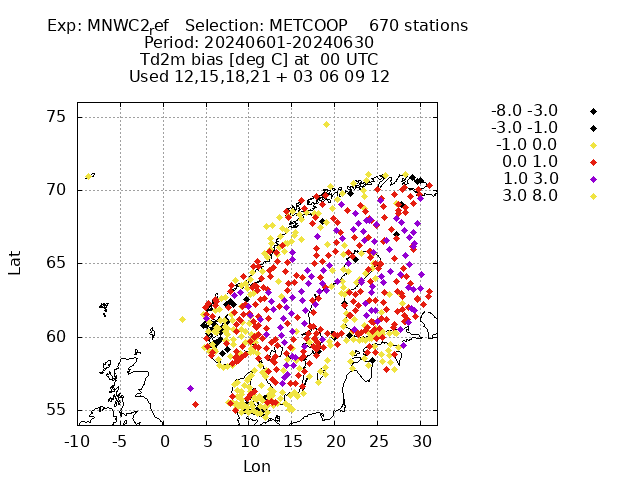 Exp: MNWC2ref Selection: METCOOP 670 stations
Period: 20240601-20240630
Td2m bias [deg C] at 00 UTC
Used 12,15,18,21 + 03 06 09 12
-8.0 -3.0
-3.0 -1.0
-1.0 0.0
0.0 1.0
1.0 3.0
3.0 8.0
75
70
65
60
55
Lat
-10 -5 0 5 10 15 20 25 30
Lon